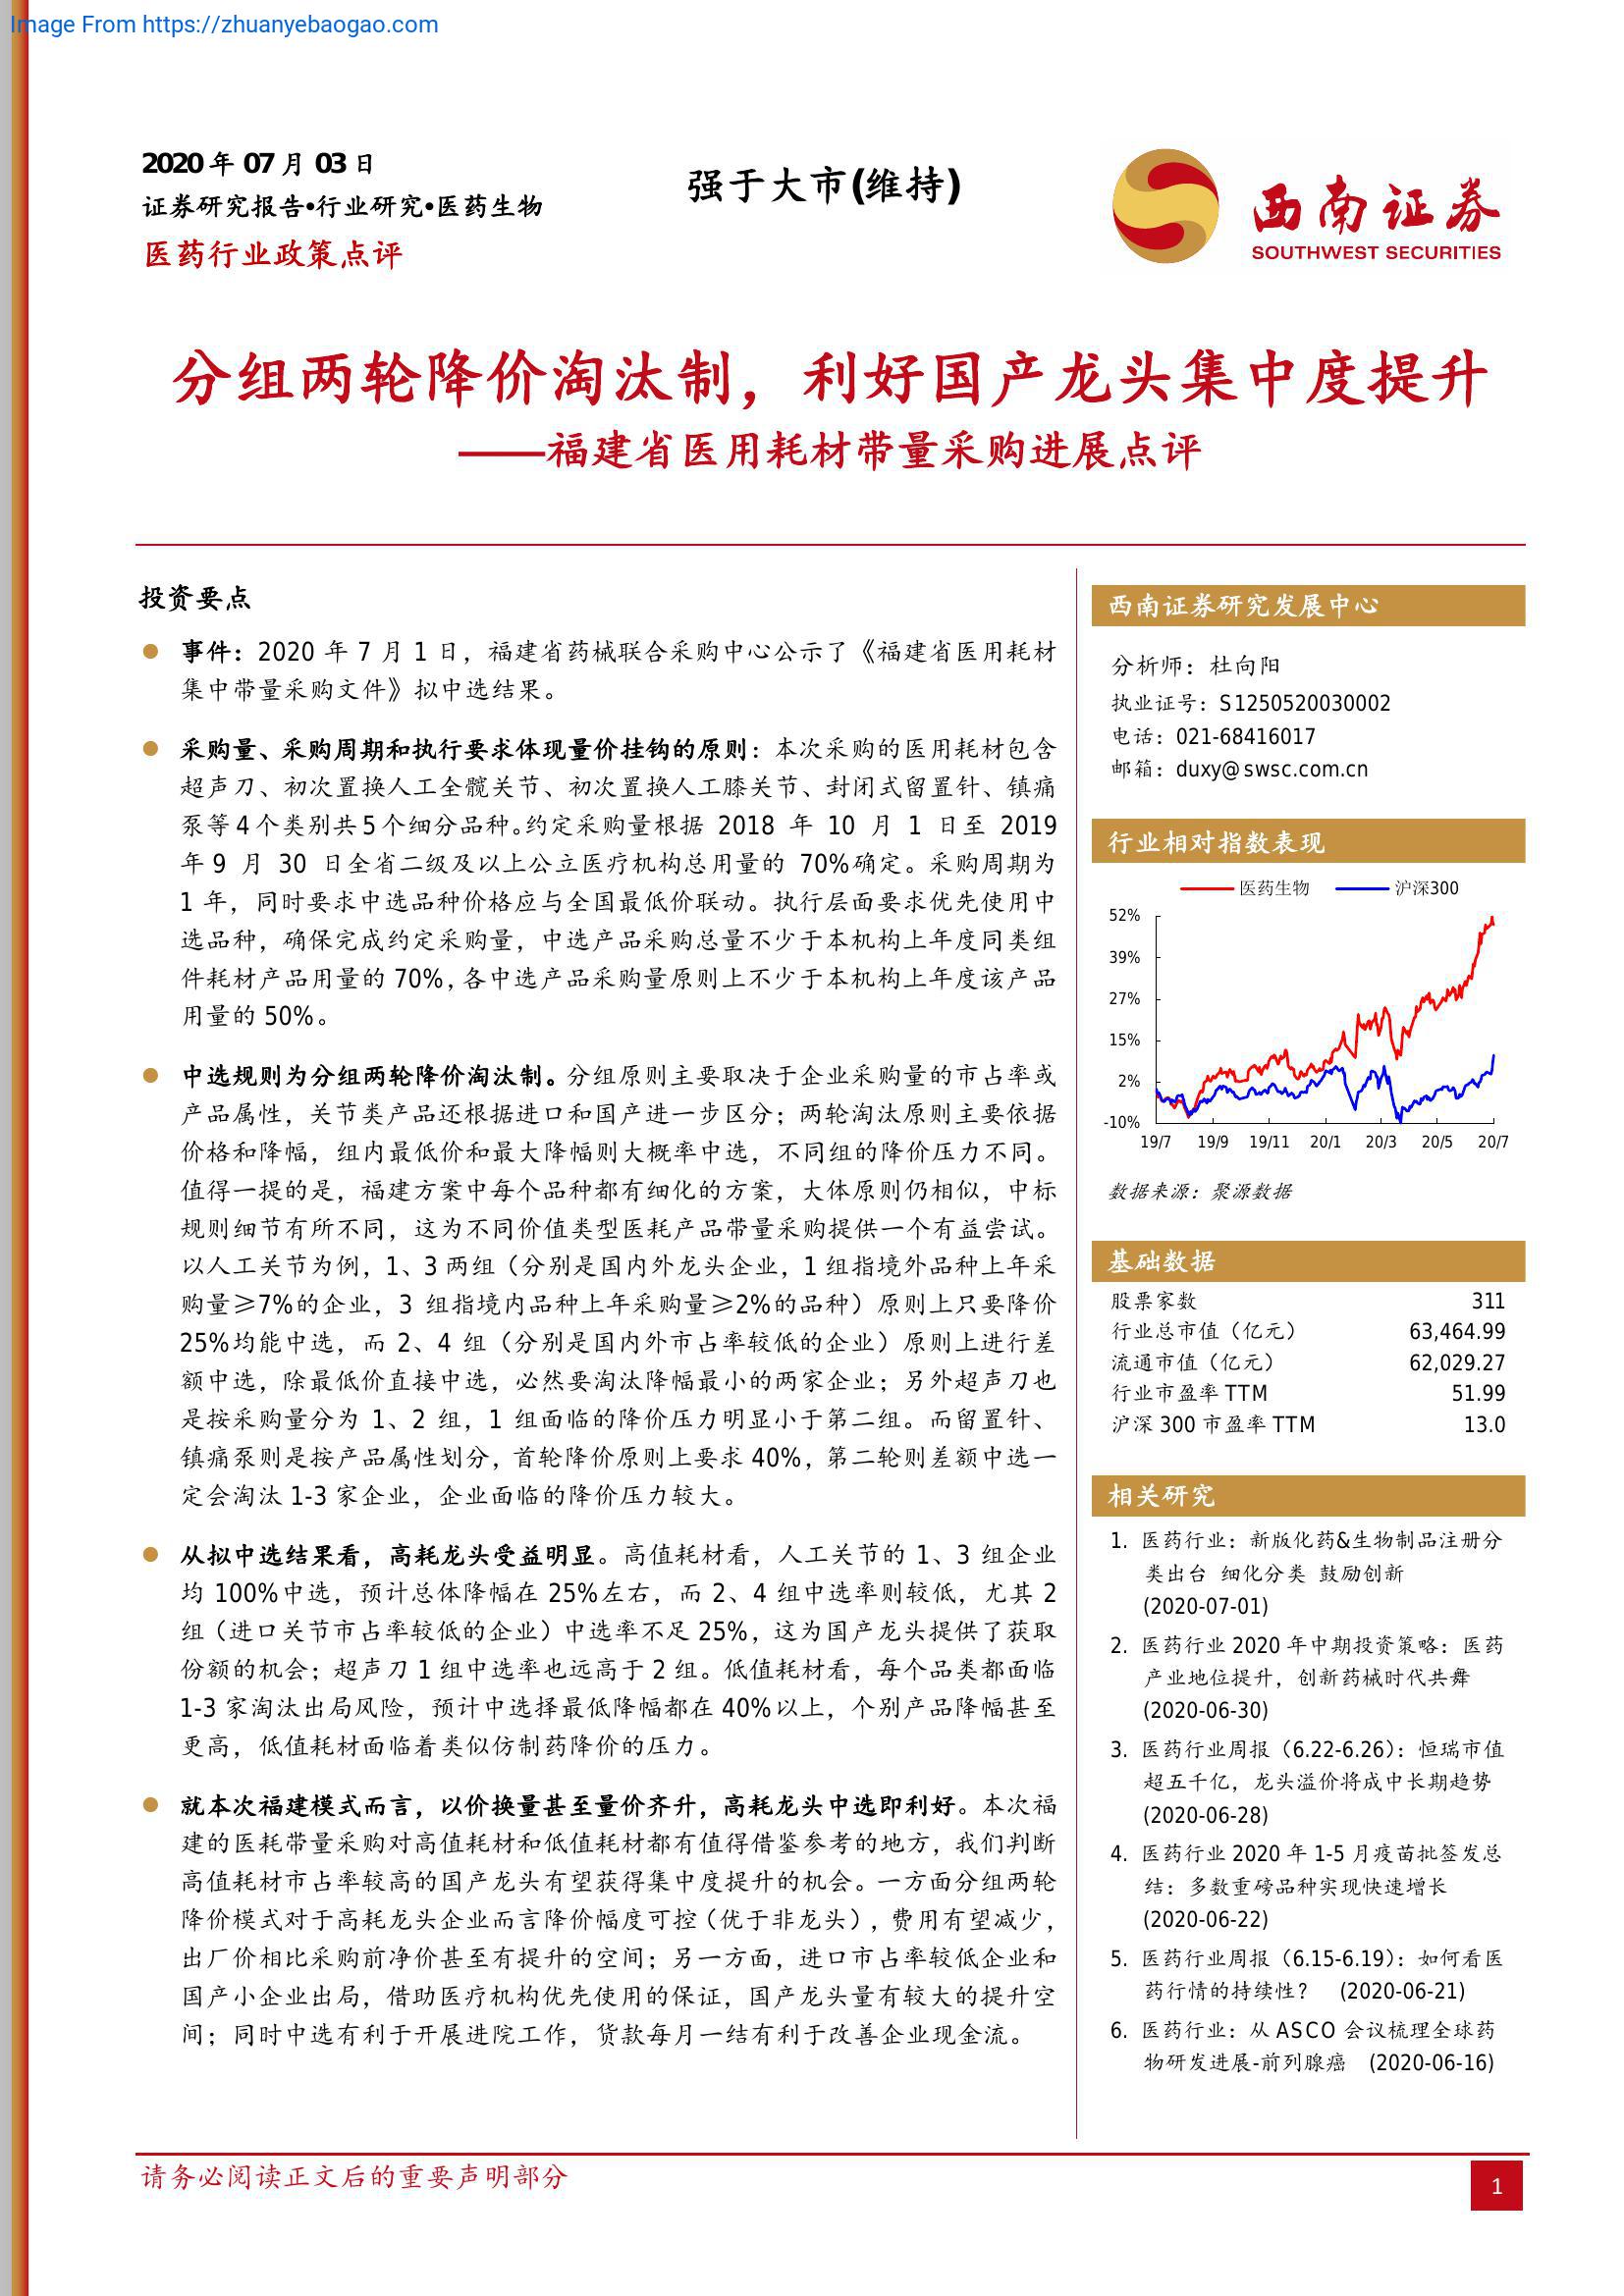 Image From https://zhuanyebaogao.com
2020 年 07 月 03 日
证券研究报告•行业研究•医药生物
医药行业政策点评
强于大市(维持)
西南证券
SOUTHWEST SECURITIES
分组两轮降价淘汰制，利好国产龙头集中度提升
——福建省医用耗材带量采购进展点评
投资要点
事件：2020 年 7 月 1 日，福建省药械联合采购中心公示了《福建省医用耗材
集中带量采购文件》拟中选结果。
采购量、采购周期和执行要求体现量价挂钩的原则：本次采购的医用耗材包含
超声刀、初次置换人工全髋关节、初次置换人工膝关节、封闭式留置针、镇痛
泵等 4 个类别共 5 个细分品种。约定采购量根据 2018 年 10 月 1 日至 2019
年 9 月 30 日全省二级及以上公立医疗机构总用量的 70%确定。采购周期为
1 年，同时要求中选品种价格应与全国最低价联动。执行层面要求优先使用中
选品种，确保完成约定采购量，中选产品采购总量不少于本机构上年度同类组
件耗材产品用量的 70%，各中选产品采购量原则上不少于本机构上年度该产品
用量的 50%。
中选规则为分组两轮降价淘汰制。分组原则主要取决于企业采购量的市占率或
产品属性，关节类产品还根据进口和国产进一步区分；两轮淘汰原则主要依据
价格和降幅，组内最低价和最大降幅则大概率中选，不同组的降价压力不同。
值得一提的是，福建方案中每个品种都有细化的方案，大体原则仍相似，中标
规则细节有所不同，这为不同价值类型医耗产品带量采购提供一个有益尝试。
以人工关节为例，1、3 两组（分别是国内外龙头企业，1 组指境外品种上年采
购量≥7%的企业，3 组指境内品种上年采购量≥2%的品种）原则上只要降价
25%均能中选，而 2、4 组（分别是国内外市占率较低的企业）原则上进行差
额中选，除最低价直接中选，必然要淘汰降幅最小的两家企业；另外超声刀也
是按采购量分为 1、2 组，1 组面临的降价压力明显小于第二组。而留置针、
镇痛泵则是按产品属性划分，首轮降价原则上要求 40%，第二轮则差额中选一
定会淘汰 1-3 家企业，企业面临的降价压力较大。
从拟中选结果看，高耗龙头受益明显。高值耗材看，人工关节的 1、3 组企业
均 100%中选，预计总体降幅在 25%左右，而 2、4 组中选率则较低，尤其 2
组（进口关节市占率较低的企业）中选率不足 25%，这为国产龙头提供了获取
份额的机会；超声刀 1 组中选率也远高于 2 组。低值耗材看，每个品类都面临
1-3 家淘汰出局风险，预计中选择最低降幅都在 40%以上，个别产品降幅甚至
更高，低值耗材面临着类似仿制药降价的压力。
就本次福建模式而言，以价换量甚至量价齐升，高耗龙头中选即利好。本次福
建的医耗带量采购对高值耗材和低值耗材都有值得借鉴参考的地方，我们判断
高值耗材市占率较高的国产龙头有望获得集中度提升的机会。一方面分组两轮
降价模式对于高耗龙头企业而言降价幅度可控（优于非龙头），费用有望减少，
出厂价相比采购前净价甚至有提升的空间；另一方面，进口市占率较低企业和
国产小企业出局，借助医疗机构优先使用的保证，国产龙头量有较大的提升空
间；同时中选有利于开展进院工作，货款每月一结有利于改善企业现金流。
西南证券研究发展中心
分析师：杜向阳
执业证号：S1250520030002
电话：021-68416017
邮箱：duxy@swsc.com.cn
行业相对指数表现
医药生物 沪深300
52%
39%
27%
15%
2%
-10%
19/7 19/9 19/11 20/1 20/3 20/5 20/7
数据来源：聚源数据
基础数据
股票家数 311
行业总市值（亿元） 63,464.99
流通市值（亿元） 62,029.27
行业市盈率 TTM 51.99
沪深 300 市盈率 TTM 13.0
相关研究
1. 医药行业：新版化药&生物制品注册分
类出台 细化分类 鼓励创新
(2020-07-01)
2. 医药行业 2020 年中期投资策略：医药
产业地位提升，创新药械时代共舞
(2020-06-30)
3. 医药行业周报（6.22-6.26）：恒瑞市值
超五千亿，龙头溢价将成中长期趋势
(2020-06-28)
4. 医药行业 2020 年 1-5 月疫苗批签发总
结：多数重磅品种实现快速增长
(2020-06-22)
5. 医药行业周报（6.15-6.19）：如何看医
药行情的持续性？ (2020-06-21)
6. 医药行业：从 ASCO 会议梳理全球药
物研发进展-前列腺癌 (2020-06-16)
请务必阅读正文后的重要声明部分
1